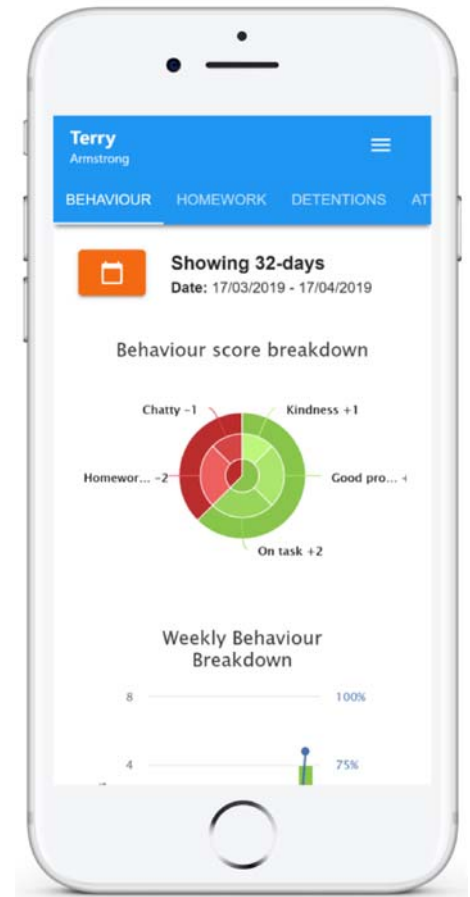 Terry
Armstrong
BEHAVIOUR HOMEWORK DETENTIONS AT
Showing 32-days
Date: 17/03/2019 - 17/04/2019
Behaviour score breakdown
Chatty -1
Kindness +1
Homewor... -2
Good pro...
On task +2
Weekly Behaviour
Breakdown
8
100%
4
75%